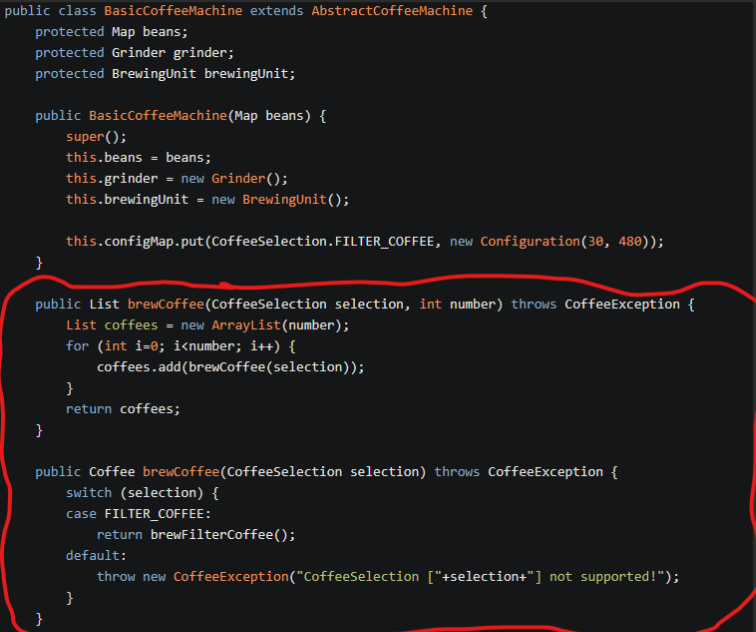 public class BasicCoffeeMachine extends AbstractCoffeeMachine {
    protected Map beans;
    protected Grinder grinder;
    protected BrewingUnit brewingUnit;

    public BasicCoffeeMachine(Map beans) {
        super();
        this.beans = beans;
        this.grinder = new Grinder();
        this.brewingUnit = new BrewingUnit();

        this.configMap.put(CoffeeSelection.FILTER_COFFEE, new Configuration(30, 480));
    }

    public List brewCoffee(CoffeeSelection selection, int number) throws CoffeeException {
        List coffees = new ArrayList(number);
        for (int i=0; i<number; i++) {
            coffees.add(brewCoffee(selection));
        }
        return coffees;
    }

    public Coffee brewCoffee(CoffeeSelection selection) throws CoffeeException {
        switch (selection) {
        case FILTER_COFFEE:
            return brewFilterCoffee();
        default:
            throw new CoffeeException("CoffeeSelection ["+selection+"] not supported!");
        }
    }